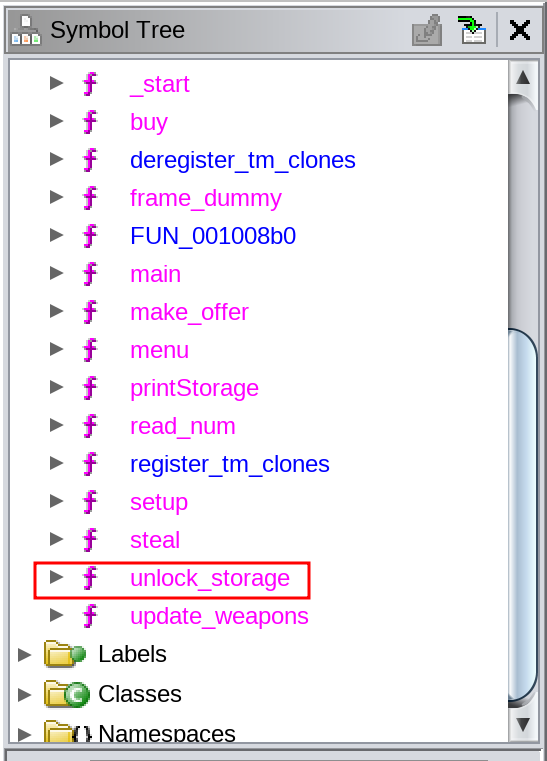 Symbol Tree
_start
buy
deregister_tm_clones
frame_dummy
FUN_001008b0
main
make_offer
menu
printStorage
read_num
register_tm_clones
setup
steal
unlock_storage
update_weapons
Labels
Classes
Namespaces